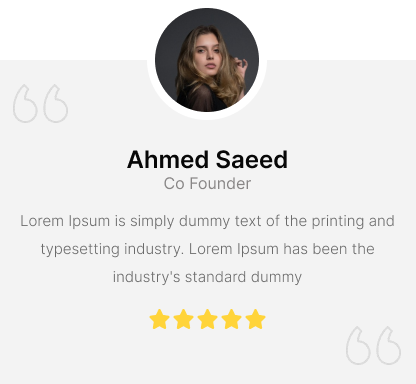 Ahmed Saeed
Co Founder
Lorem Ipsum is simply dummy text of the printing and
typesetting industry. Lorem Ipsum has been the
industry's standard dummy